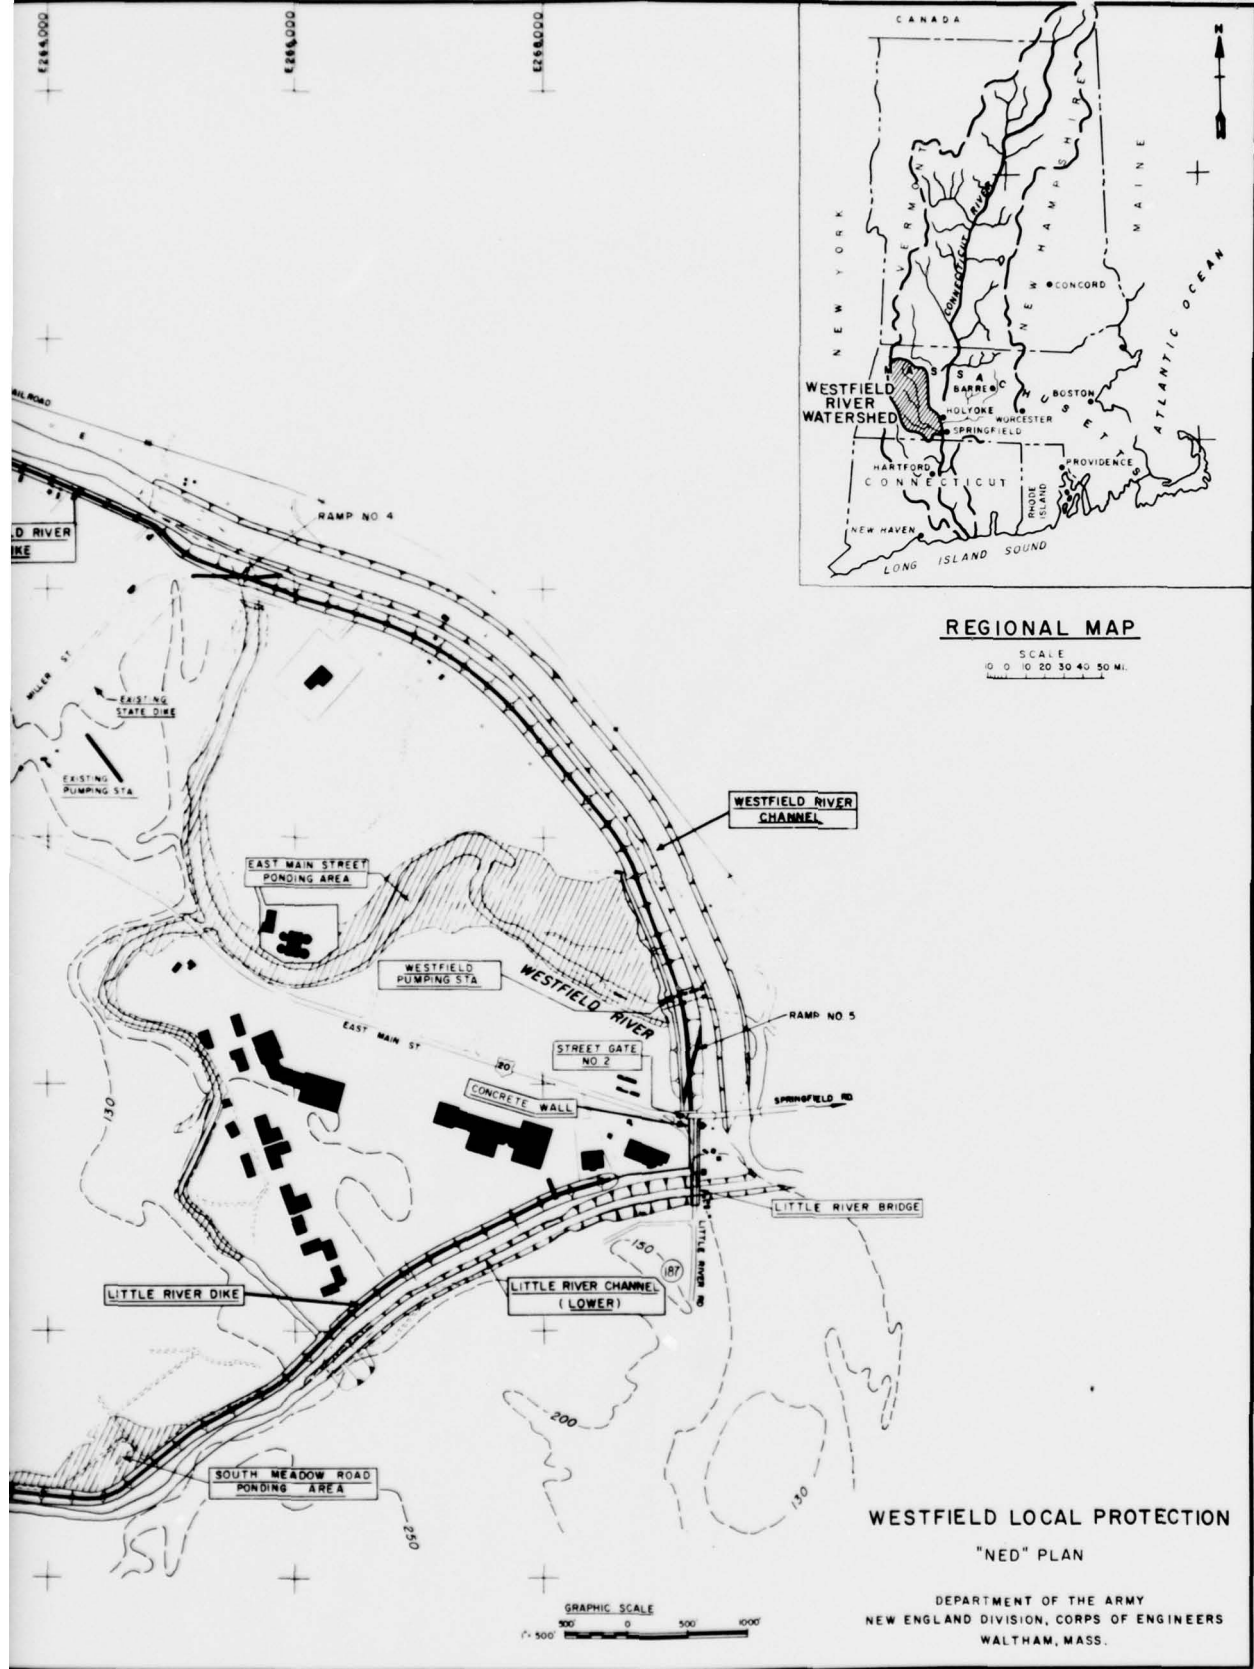 E264,000
E266,000
E268,000
CANADA
N
NEW YORK
VERMONT
NEW HAMPSHIRE
MAINE
CONNECTICUT RIVER
CONCORD
ATLANTIC OCEAN
MASSACHUSETTS
BARRE
BOSTON
WESTFIELD
RIVER
WATERSHED
HOLYOKE
WORCESTER
SPRINGFIELD
HARTFORD
PROVIDENCE
CONNECTICUT
RHODE
ISLAND
NEW HAVEN
LONG ISLAND SOUND
REGIONAL MAP
SCALE
10 0 10 20 30 40 50 MI.
AILROAD
RAMP NO. 4
LD RIVER
IKE
MILLER ST
EXISTING
STATE DIKE
EXISTING
PUMPING STA
WESTFIELD RIVER
CHANNEL
EAST MAIN STREET
PONDING AREA
WESTFIELD
PUMPING STA
WESTFIELD RIVER
RAMP NO. 5
EAST MAIN ST.
20
STREET GATE
NO. 2
CONCRETE WALL
SPRINGFIELD RD
130
LITTLE RIVER BRIDGE
150
187
LITTLE RIVER RD
LITTLE RIVER DIKE
LITTLE RIVER CHANNEL
(LOWER)
200
130
SOUTH MEADOW ROAD
PONDING AREA
250
WESTFIELD LOCAL PROTECTION
"NED" PLAN
DEPARTMENT OF THE ARMY
NEW ENGLAND DIVISION, CORPS OF ENGINEERS
WALTHAM, MASS.
GRAPHIC SCALE
1"= 500' 500' 0 500' 1000'